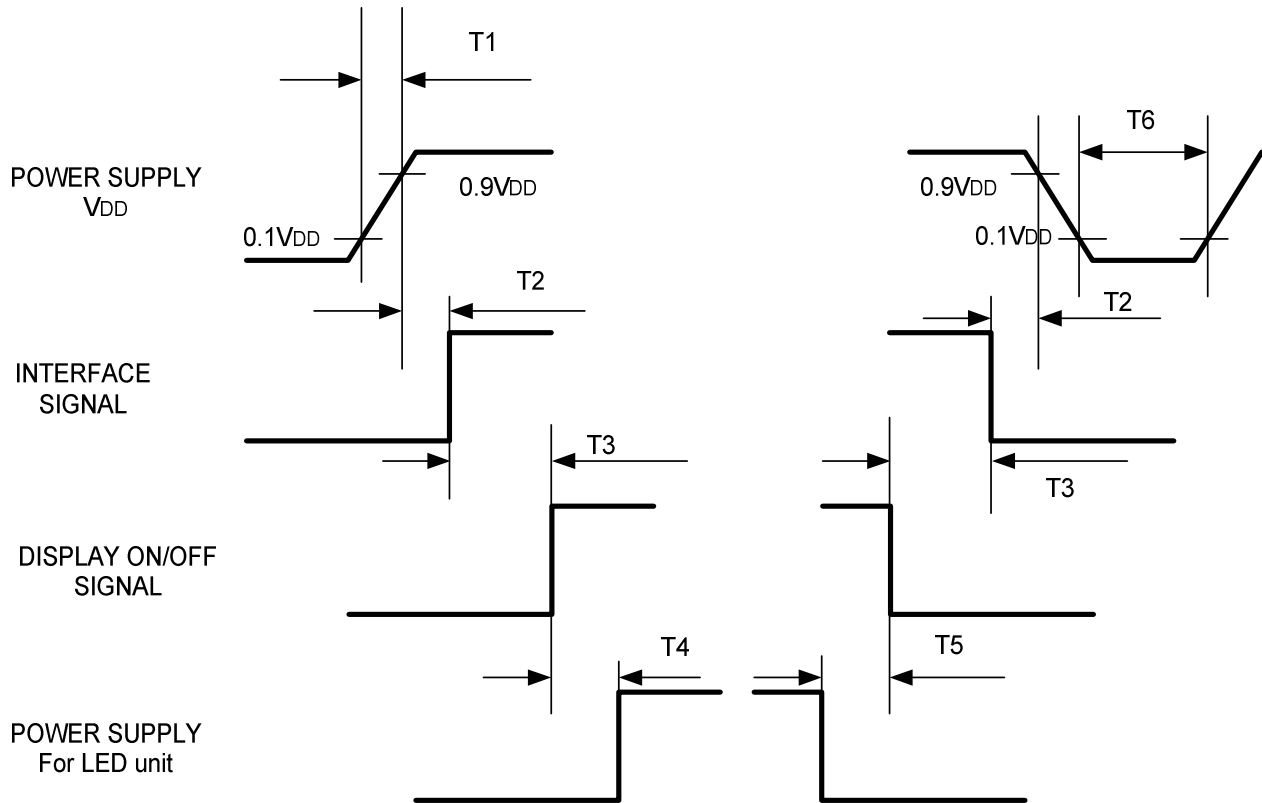 T1
T6
POWER SUPPLY
VDD
0.9VDD
0.9VDD
0.1VDD
0.1VDD
T2
T2
INTERFACE
SIGNAL
T3
T3
DISPLAY ON/OFF
SIGNAL
T4
T5
POWER SUPPLY
For LED unit